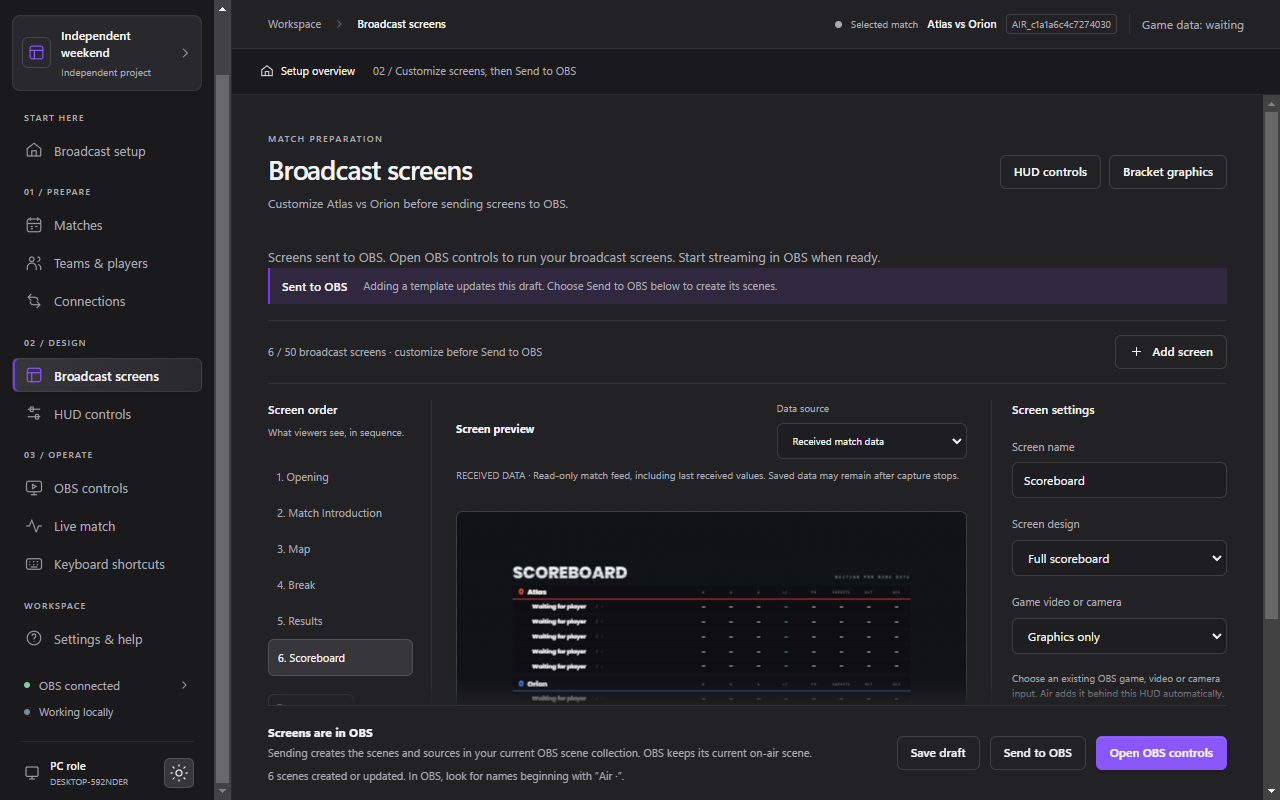 Independent weekend
Independent project
START HERE
Broadcast setup
01 / PREPARE
Matches
Teams & players
Connections
02 / DESIGN
Broadcast screens
HUD controls
03 / OPERATE
OBS controls
Live match
Keyboard shortcuts
WORKSPACE
Settings & help
OBS connected
Working locally
PC role
DESKTOP-592NDER
Workspace > Broadcast screens
Selected match Atlas vs Orion AIR_c1a1a6c4c7274030 Game data: waiting
Setup overview 02 / Customize screens, then Send to OBS
MATCH PREPARATION
Broadcast screens
Customize Atlas vs Orion before sending screens to OBS.
HUD controls
Bracket graphics
Screens sent to OBS. Open OBS controls to run your broadcast screens. Start streaming in OBS when ready.
Sent to OBS Adding a template updates this draft. Choose Send to OBS below to create its scenes.
6 / 50 broadcast screens · customize before Send to OBS
+ Add screen
Screen order
What viewers see, in sequence.
1. Opening
2. Match Introduction
3. Map
4. Break
5. Results
6. Scoreboard
Screen preview
Data source
Received match data
RECEIVED DATA · Read-only match feed, including last received values. Saved data may remain after capture stops.
SCOREBOARD
WAITING FOR GAME DATA
0 Atlas
Waiting for player
Waiting for player
Waiting for player
Waiting for player
Waiting for player
0 Orion
Waiting for player
Screen settings
Screen name
Scoreboard
Screen design
Full scoreboard
Game video or camera
Graphics only
Choose an existing OBS game, video or camera
input. Air adds it behind this HUD automatically.
Screens are in OBS
Sending creates the scenes and sources in your current OBS scene collection. OBS keeps its current on-air scene.
6 scenes created or updated. In OBS, look for names beginning with “Air ·”.
Save draft
Send to OBS
Open OBS controls